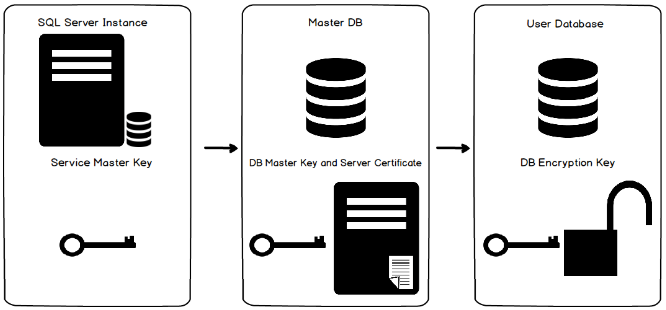 SQL Server Instance
Service Master Key
Master DB
DB Master Key and Server Certificate
User Database
DB Encryption Key